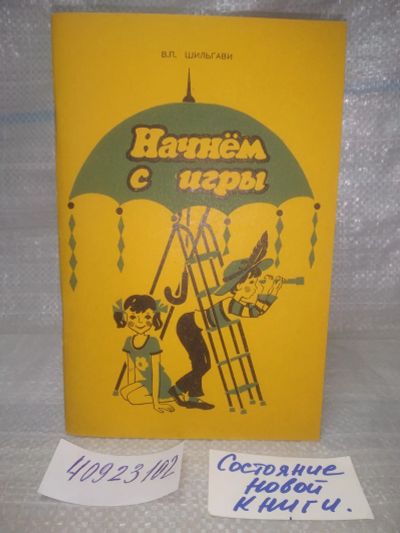 В.П. ШИЛЬГАВИ
Начнём
с игры
40923102
Состояние
новой
книги.